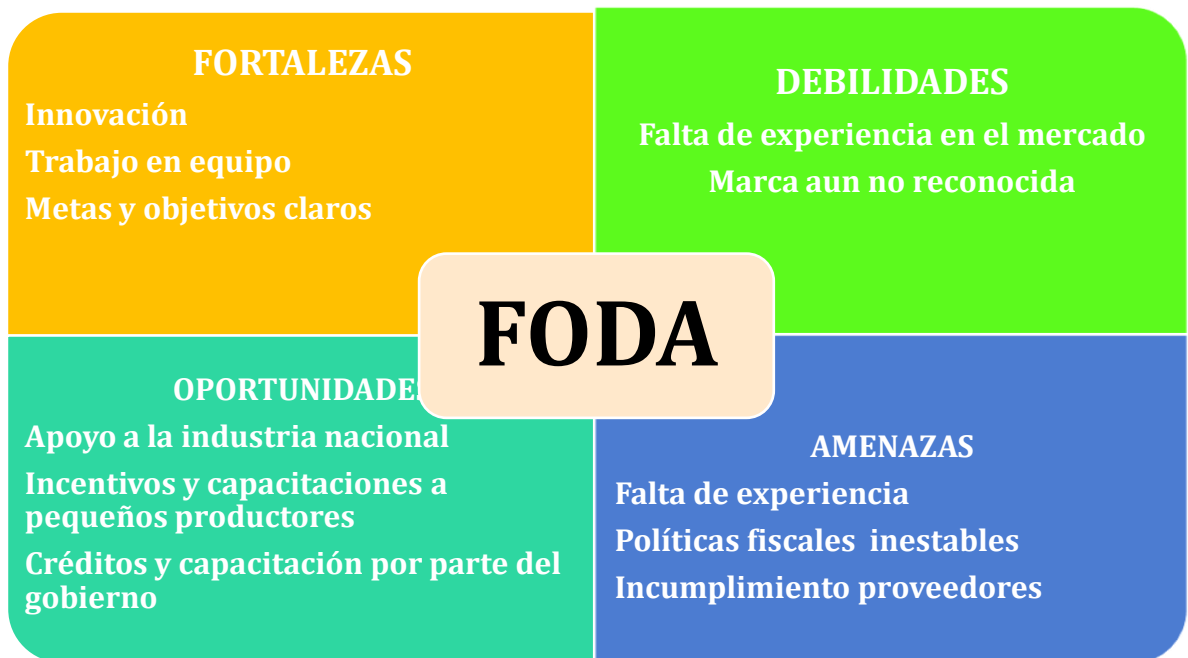 FORTALEZAS
Innovación
Trabajo en equipo
Metas y objetivos claros
DEBILIDADES
Falta de experiencia en el mercado
Marca aun no reconocida
FODA
OPORTUNIDADES
Apoyo a la industria nacional
Incentivos y capacitaciones a
pequeños productores
Créditos y capacitación por parte del
gobierno
AMENAZAS
Falta de experiencia
Políticas fiscales  inestables
Incumplimiento proveedores